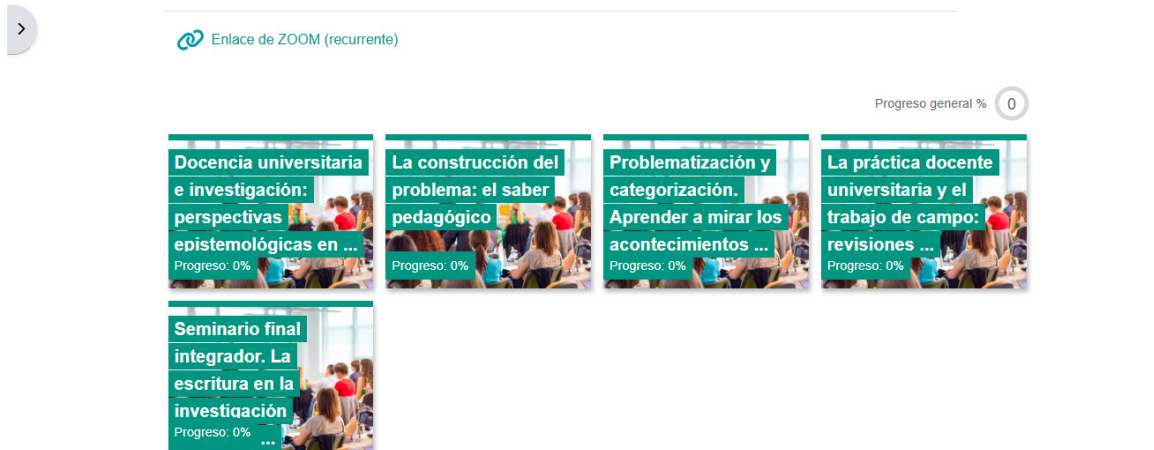 Enlace de ZOOM (recurrente)
Progreso general % 0
Docencia universitaria
e investigación:
perspectivas
epistemológicas en ...
Progreso: 0%
La construcción del
problema: el saber
pedagógico
Progreso: 0%
Problematización y
categorización.
Aprender a mirar los
acontecimientos ...
Progreso: 0%
La práctica docente
universitaria y el
trabajo de campo:
revisiones ...
Progreso: 0%
Seminario final
integrador. La
escritura en la
investigación
...
Progreso: 0%